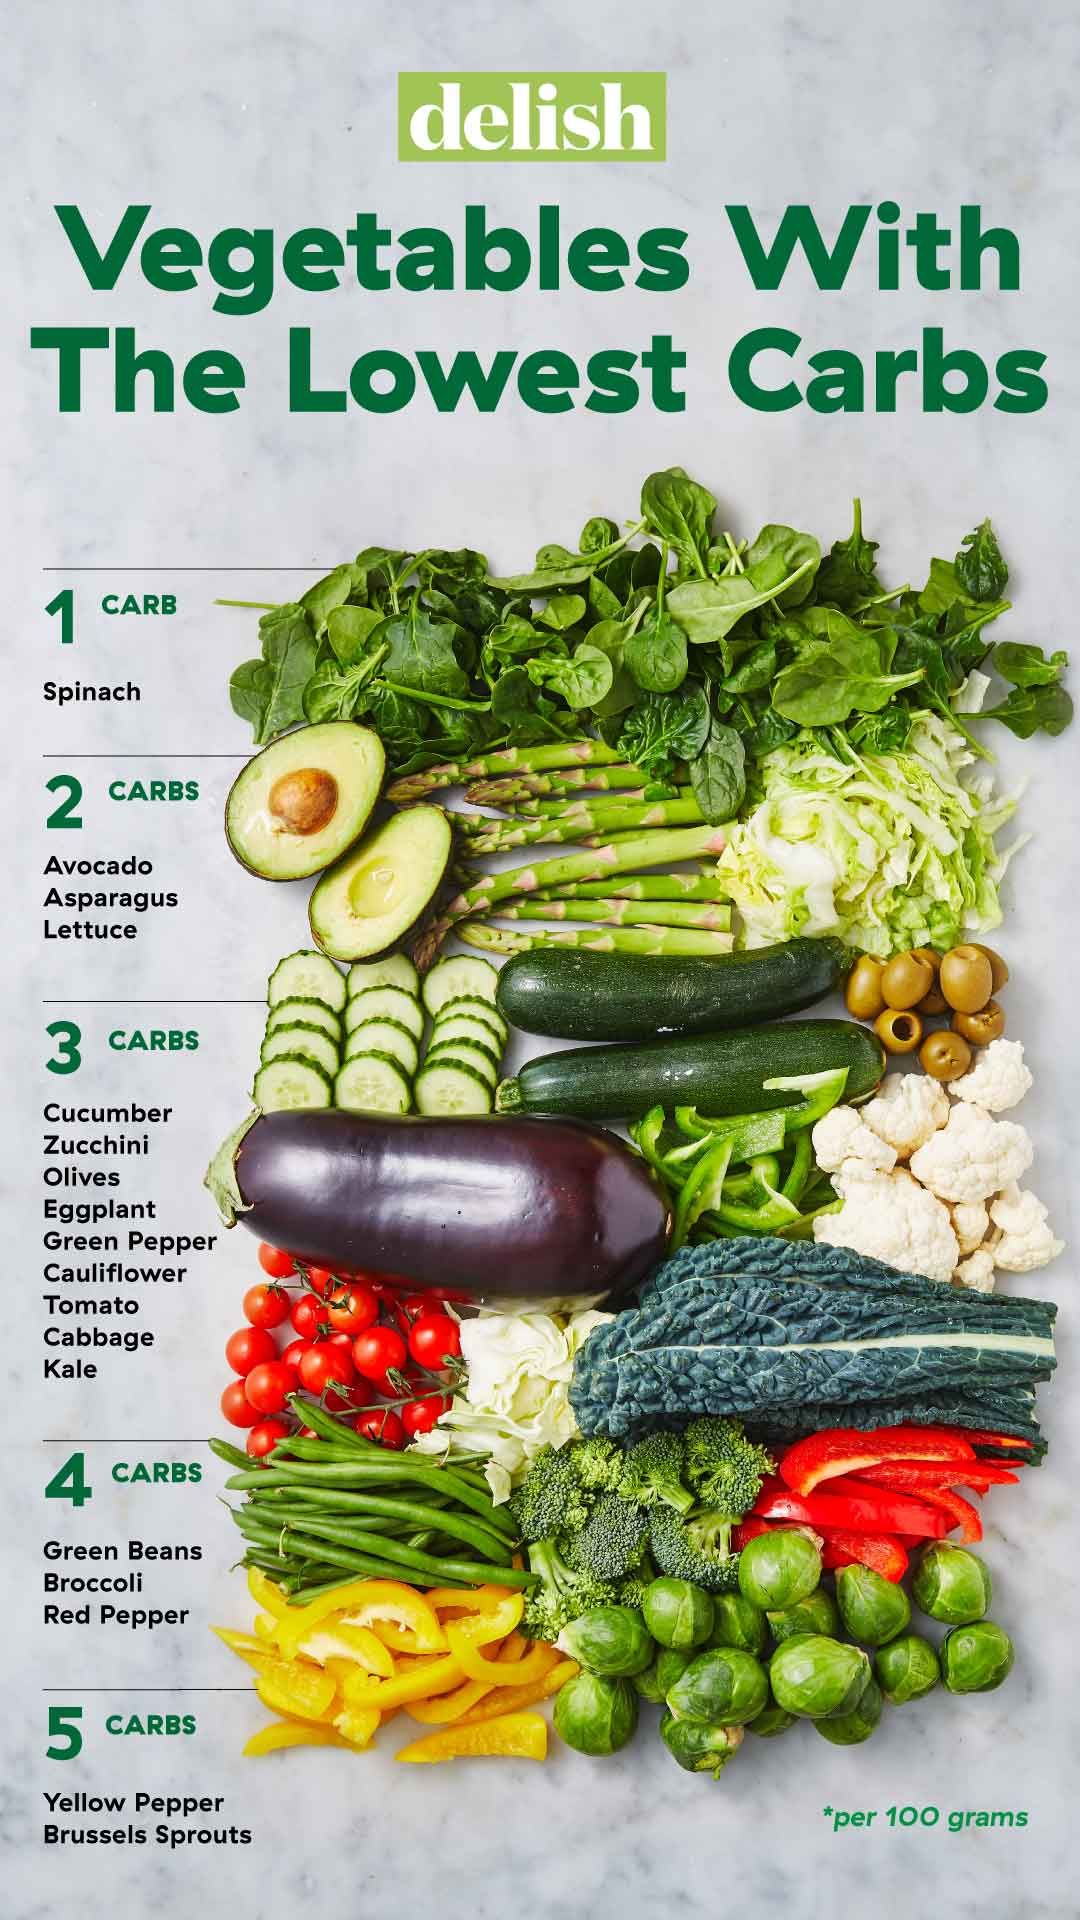 delish
Vegetables With
The Lowest Carbs
1 CARB
Spinach
2 CARBS
Avocado
Asparagus
Lettuce
3 CARBS
Cucumber
Zucchini
Olives
Eggplant
Green Pepper
Cauliflower
Tomato
Cabbage
Kale
4 CARBS
Green Beans
Broccoli
Red Pepper
5 CARBS
Yellow Pepper
Brussels Sprouts
*per 100 grams